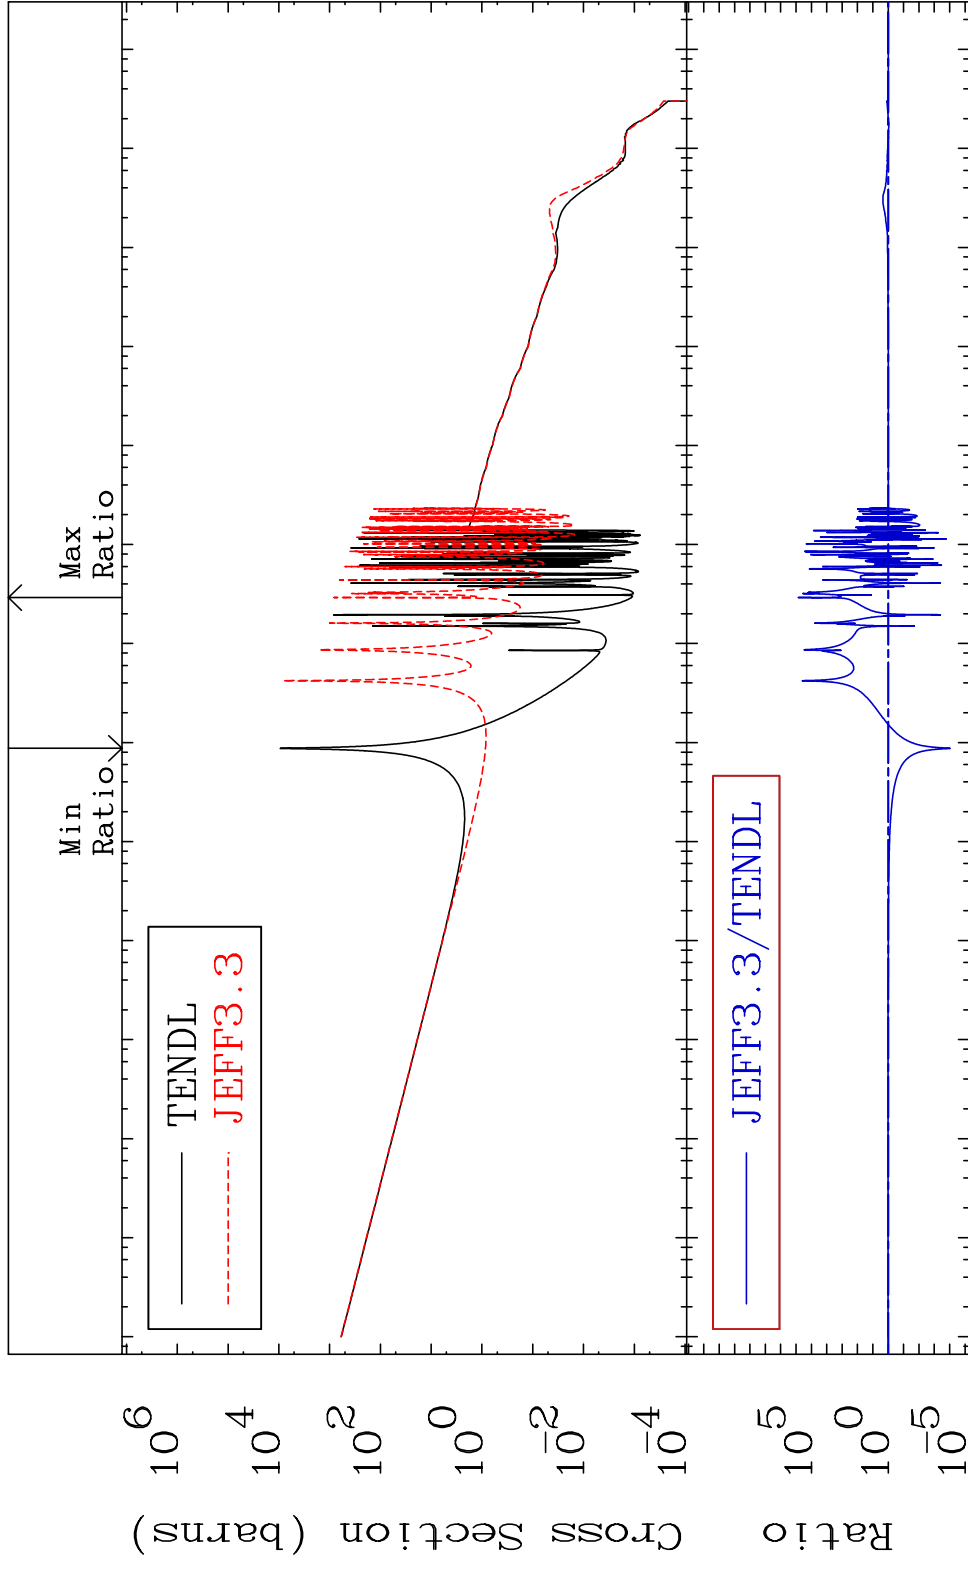 Min
Ratio
Max
Ratio
TENDL
JEFF3.3
Cross Section (barns)
10^6
10^4
10^2
10^0
10^-2
10^-4
JEFF3.3/TENDL
Ratio
10^5
10^0
10^-5